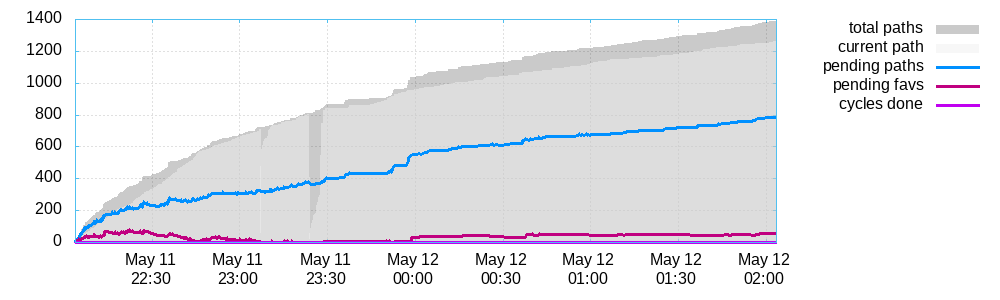 1400
1200
1000
800
600
400
200
0
May 11 May 11 May 11 May 12 May 12 May 12 May 12 May 12
22:30 23:00 23:30 00:00 00:30 01:00 01:30 02:00
total paths
current path
pending paths
pending favs
cycles done